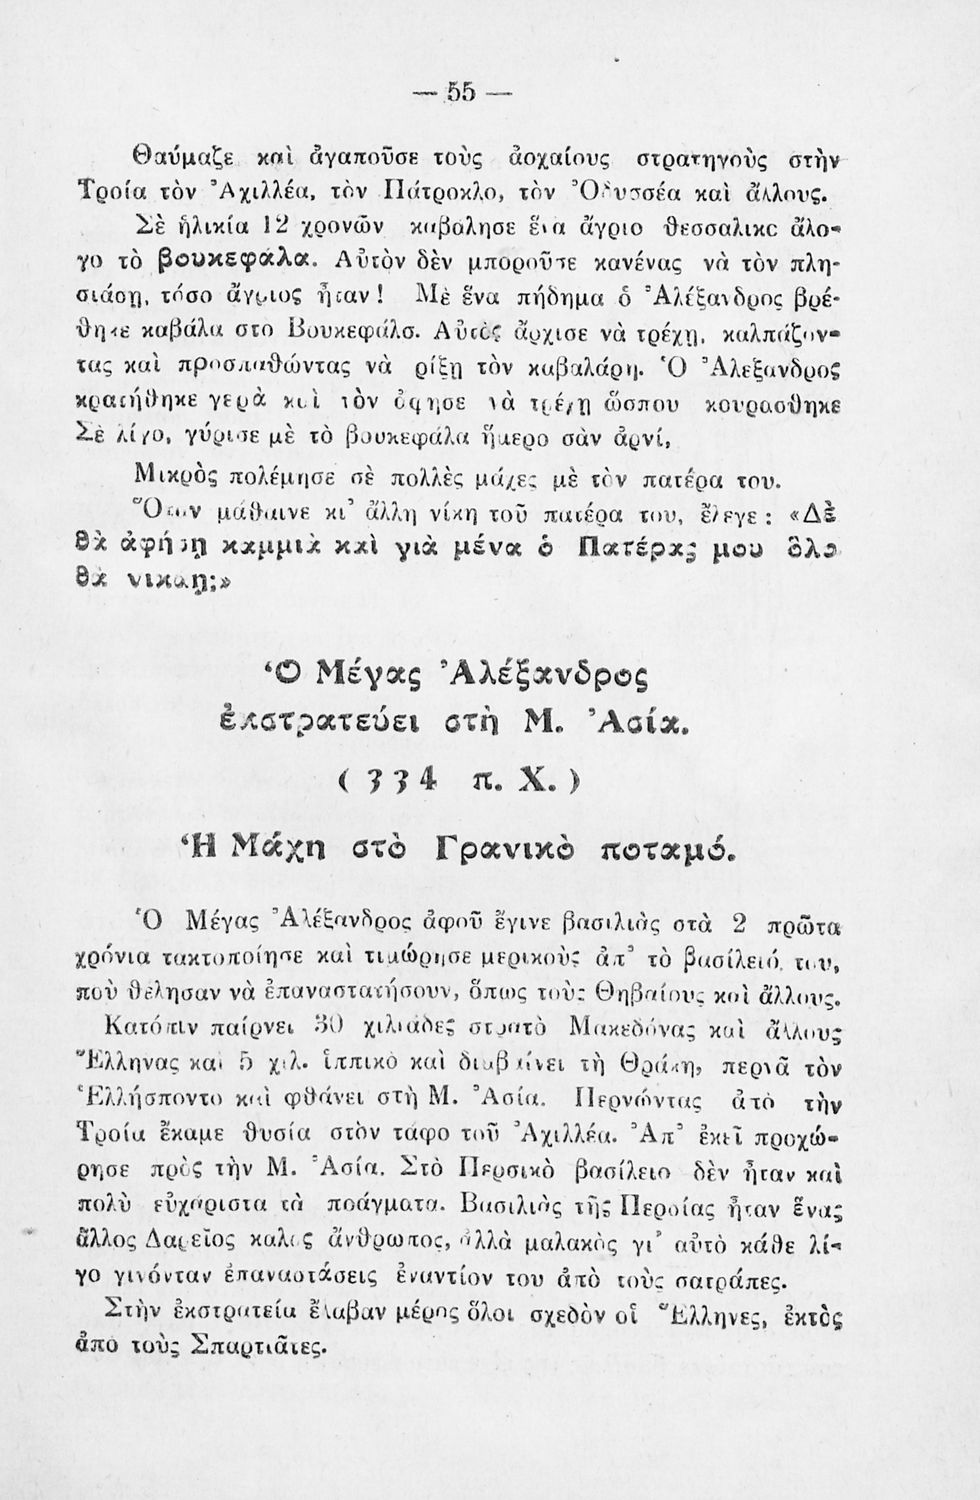 — 55 —
Θαύμαζε καὶ ἀγαποῦσε τοὺς ἀρχαίους στρατηγοὺς στὴν
Τροία τὸν Ἀχιλλέα, τὸν Πάτροκλο, τὸν Ὀδυσσέα καὶ ἄλλους.
Σὲ ἡλικία 12 χρονῶν καβάλησε ἕνα ἄγριο θεσσαλικο ἄλο-
γο τὸ βουκεφάλα. Αὐτὸν δὲν μποροῦσε κανένας νὰ τὸν πλη-
σιάση, τόσο ἄγριος ἦταν! Μὲ ἕνα πήδημα ὁ Ἀλέξανδρος βρέ-
θηκε καβάλα στο Βουκεφάλα. Αὐτὸς ἄρχισε νὰ τρέχη, καλπάζον-
τας καὶ προσπαθώντας νὰ ρίξη τὸν καβαλάρη. Ὁ Ἀλεξανδρος
κρατήθηκε γερὰ καὶ τὸν ἄφησε νὰ τρέχη ὥσπου κουράσθηκε
Σὲ λίγο, γύρισε μὲ τὸ βουκεφάλα ἥμερο σὰν ἀρνί,
Μικρὸς πολέμησε σὲ πολλὲς μάχες μὲ τὸν πατέρα του.
Ὅταν μάθαινε κι᾽ ἄλλη νίκη τοῦ πατέρα του, ἔλεγε: «Δὲ
θὰ ἀφήση καμμιὰ καὶ γιὰ μένα ὁ Πατέρας μου ὅλο
θὰ νικάη;»
Ὁ Μέγας Ἀλέξανδρος
ἐκστρατεύει στὴ Μ. Ἀσία.
(334 π. Χ.)
Ἡ Μάχη στὸ Γρανικὸ ποταμό.
Ὁ Μέγας Ἀλέξανδρος ἀφοῦ ἔγινε βασιλιὰς στὰ 2 πρῶτα
χρόνια τακτοποίησε καὶ τιμώρησε μερικοὺς ἀπ᾽ τὸ βασίλειό του,
ποὺ θέλησαν νὰ ἐπαναστατήσουν, ὅπως τοὺς Θηβαίους καὶ ἄλλους.
Κατόπιν παίρνει 30 χιλιάδες στρατὸ Μακεδόνας καὶ ἄλλους
Ἕλληνας και 5 χιλ. ἱππικὸ καὶ διαβαίνει τὴ Θράκη, περνᾶ τὸν
Ἑλλήσποντο καὶ φθάνει στὴ Μ. Ἀσία. Περνώντας ἀπὸ τὴν
Τροία ἔκαμε θυσία στὸν ταφο τοῦ Ἀχιλλέα. Ἀπ᾽ ἐκεῖ προχώ-
ρησε πρὸς τὴν Μ. Ἀσία. Στὸ Περσικὸ βασίλειο δὲν ἦταν καὶ
πολὺ εὐχάριστα τὰ πράγματα. Βασιλιὰς τῆς Περσίας ἦταν ἕνας
ἄλλος Δαρεῖος καλὸς ἄνθρωπος, ἀλλὰ μαλακὸς γι᾽ αὐτὸ κάθε λί-
γο γινόνταν ἐπαναστάσεις ἐναντίον του ἀπὸ τοὺς σατράπες.
Στὴν ἐκστρατεία ἔλαβαν μέρος ὅλοι σχεδὸν οἱ Ἕλληνες, ἐκτὸς
ἀπο τοὺς Σπαρτιᾶτες.